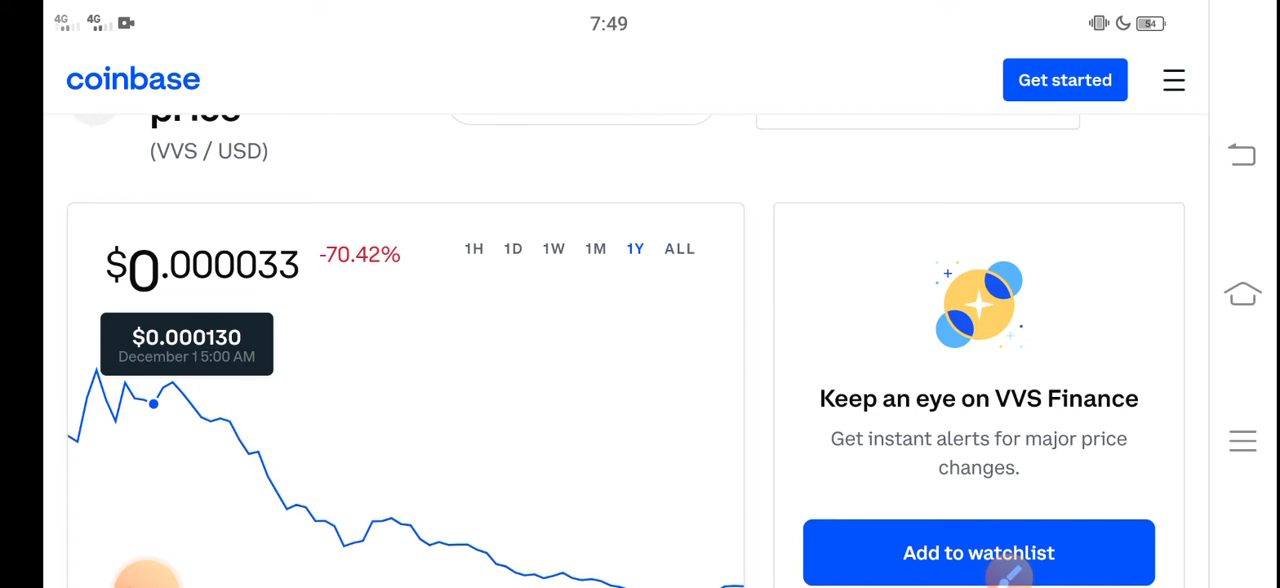 4G 4G 7:49 54
coinbase Get started
price
(VVS / USD)
$0.000033 -70.42% 1H 1D 1W 1M 1Y ALL
$0.000130
December 1 5:00 AM
Keep an eye on VVS Finance
Get instant alerts for major price
changes.
Add to watchlist